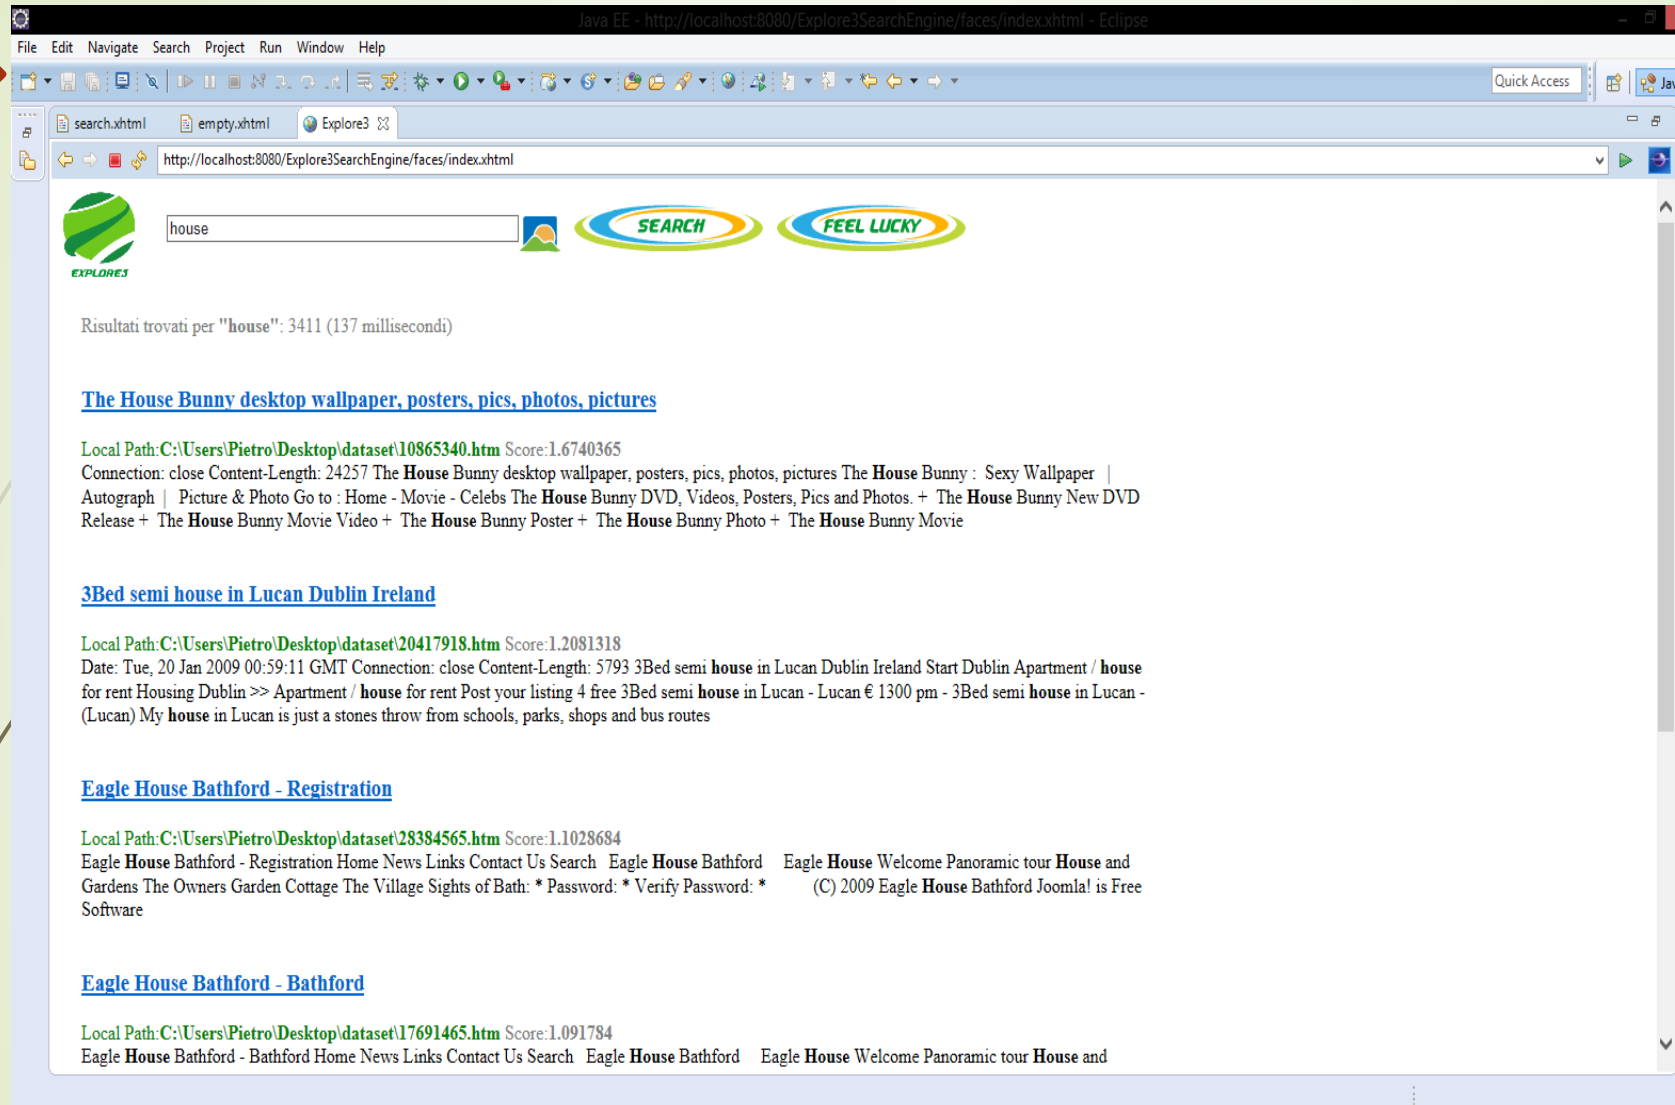 Java EE - http://localhost:8080/Explore3SearchEngine/faces/index.xhtml - Eclipse
File Edit Navigate Search Project Run Window Help
Quick Access
Jav
search.xhtml empty.xhtml Explore3
http://localhost:8080/Explore3SearchEngine/faces/index.xhtml
house SEARCH FEEL LUCKY
EXPLORE3
Risultati trovati per "house": 3411 (137 millisecondi)
The House Bunny desktop wallpaper, posters, pics, photos, pictures
Local Path:C:\Users\Pietro\Desktop\dataset\10865340.htm Score:1.6740365
Connection: close Content-Length: 24257 The House Bunny desktop wallpaper, posters, pics, photos, pictures The House Bunny : Sexy Wallpaper |
Autograph | Picture & Photo Go to : Home - Movie - Celebs The House Bunny DVD, Videos, Posters, Pics and Photos. + The House Bunny New DVD
Release + The House Bunny Movie Video + The House Bunny Poster + The House Bunny Photo + The House Bunny Movie
3Bed semi house in Lucan Dublin Ireland
Local Path:C:\Users\Pietro\Desktop\dataset\20417918.htm Score:1.2081318
Date: Tue, 20 Jan 2009 00:59:11 GMT Connection: close Content-Length: 5793 3Bed semi house in Lucan Dublin Ireland Start Dublin Apartment / house
for rent Housing Dublin >> Apartment / house for rent Post your listing 4 free 3Bed semi house in Lucan - Lucan € 1300 pm - 3Bed semi house in Lucan -
(Lucan) My house in Lucan is just a stones throw from schools, parks, shops and bus routes
Eagle House Bathford - Registration
Local Path:C:\Users\Pietro\Desktop\dataset\28384565.htm Score:1.1028684
Eagle House Bathford - Registration Home News Links Contact Us Search Eagle House Bathford Eagle House Welcome Panoramic tour House and
Gardens The Owners Garden Cottage The Village Sights of Bath: * Password: * Verify Password: * (C) 2009 Eagle House Bathford Joomla! is Free
Software
Eagle House Bathford - Bathford
Local Path:C:\Users\Pietro\Desktop\dataset\17691465.htm Score:1.091784
Eagle House Bathford - Bathford Home News Links Contact Us Search Eagle House Bathford Eagle House Welcome Panoramic tour House and